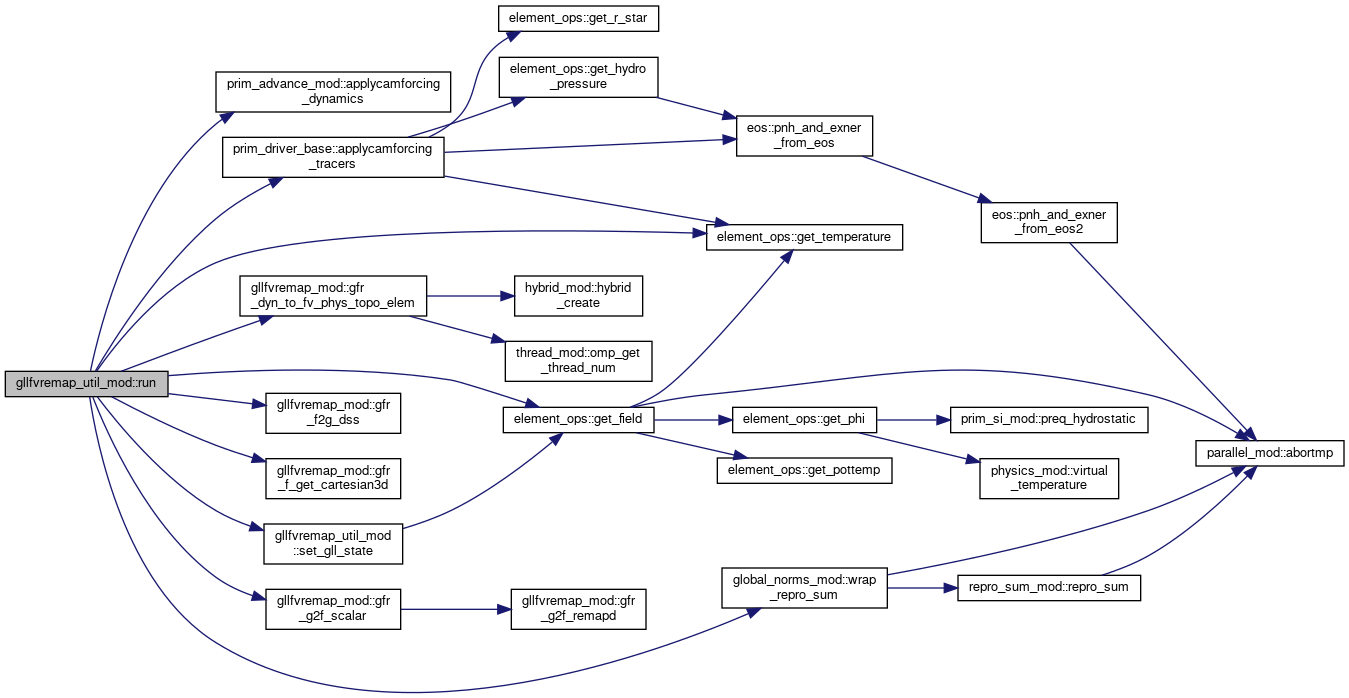 element_ops::get_r_star
element_ops::get_hydro
_pressure
prim_advance_mod::applycamforcing
_dynamics
eos::pnh_and_exner
_from_eos
prim_driver_base::applycamforcing
_tracers
eos::pnh_and_exner
_from_eos2
element_ops::get_temperature
gllfvremap_mod::gfr
_dyn_to_fv_phys_topo_elem
hybrid_mod::hybrid
_create
thread_mod::omp_get
_thread_num
gllfvremap_util_mod::run
gllfvremap_mod::gfr
_f2g_dss
element_ops::get_field
element_ops::get_phi
prim_si_mod::preq_hydrostatic
parallel_mod::abortmp
gllfvremap_mod::gfr
_f_get_cartesian3d
element_ops::get_pottemp
physics_mod::virtual
_temperature
gllfvremap_util_mod
::set_gll_state
global_norms_mod::wrap
_repro_sum
repro_sum_mod::repro_sum
gllfvremap_mod::gfr
_g2f_scalar
gllfvremap_mod::gfr
_g2f_remapd